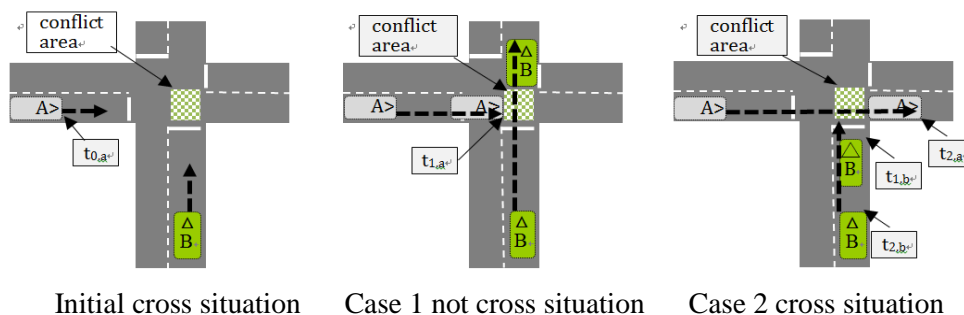 conflict
area
A>
t0,a
Δ
B
Initial cross situation
conflict
area
B
A>
A>
t1,a
Δ
B
Case 1 not cross situation
conflict
area
A>
A>
t2,a
△
B
t1,b
Δ
B
t2,b
Case 2 cross situation